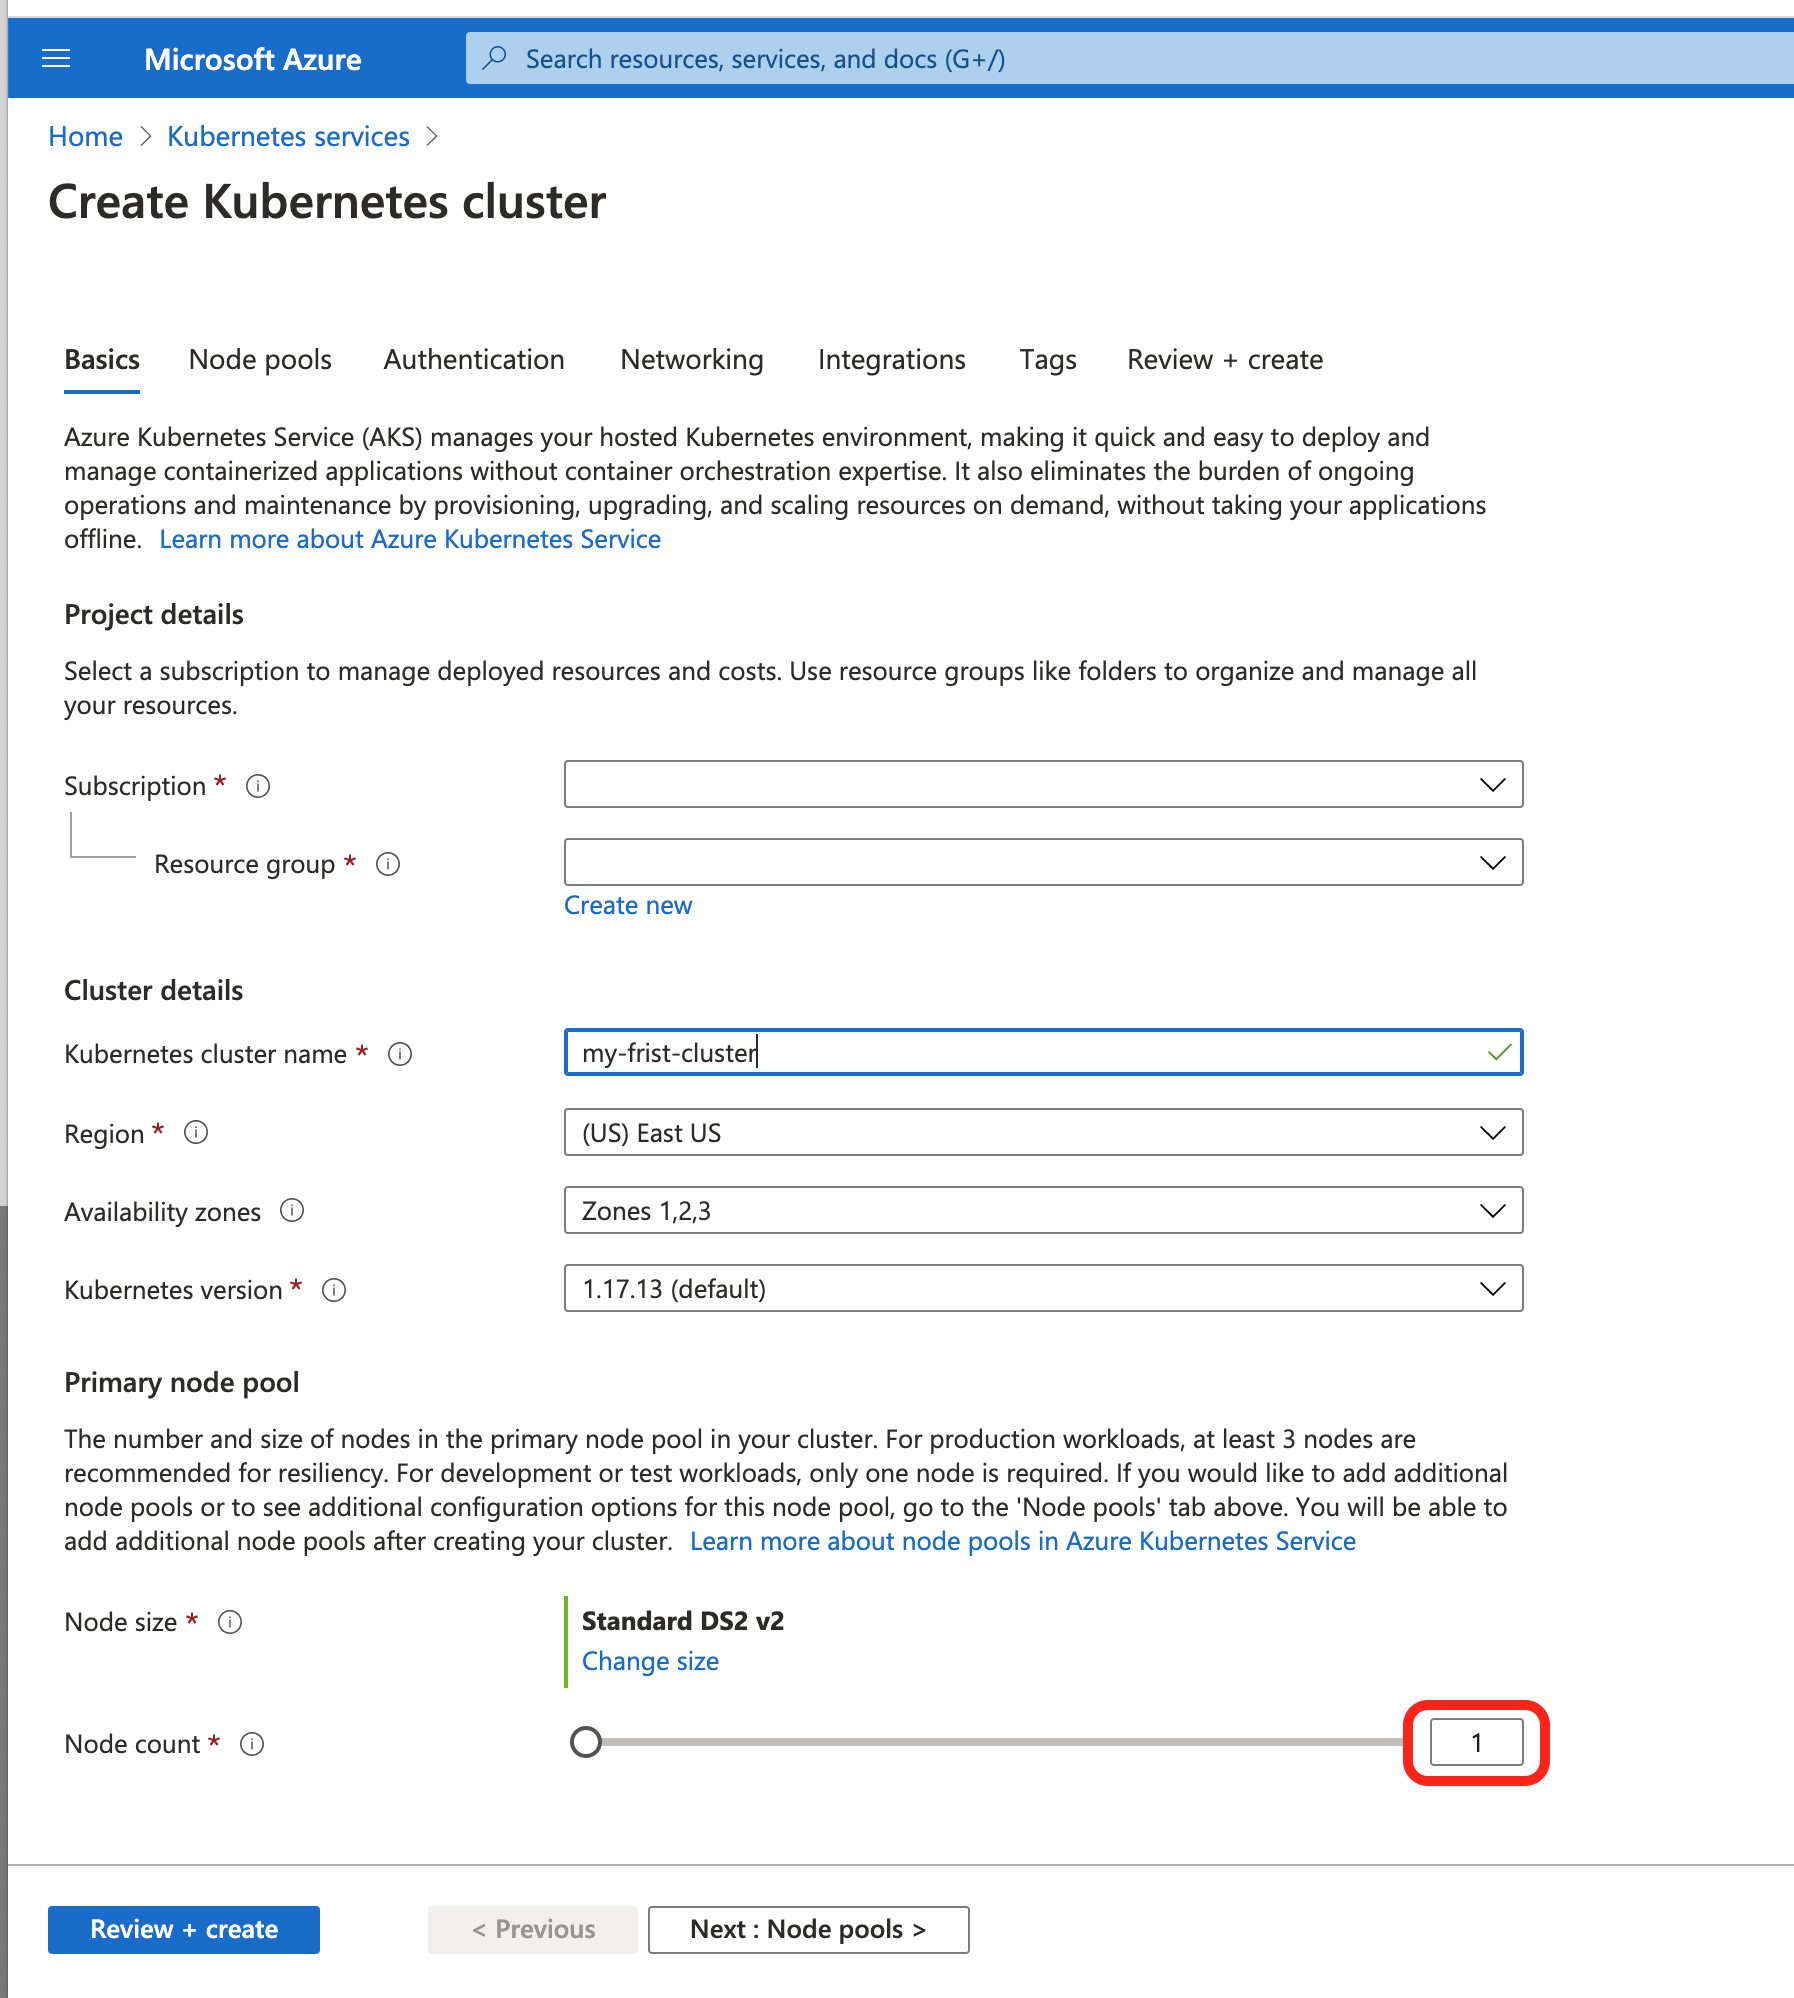 Microsoft Azure
Search resources, services, and docs (G+/)
Home > Kubernetes services >
Create Kubernetes cluster
Basics Node pools Authentication Networking Integrations Tags Review + create
Azure Kubernetes Service (AKS) manages your hosted Kubernetes environment, making it quick and easy to deploy and
manage containerized applications without container orchestration expertise. It also eliminates the burden of ongoing
operations and maintenance by provisioning, upgrading, and scaling resources on demand, without taking your applications
offline. Learn more about Azure Kubernetes Service
Project details
Select a subscription to manage deployed resources and costs. Use resource groups like folders to organize and manage all
your resources.
Subscription *
Resource group *
Create new
Cluster details
Kubernetes cluster name * my-frist-cluster
Region * (US) East US
Availability zones Zones 1,2,3
Kubernetes version * 1.17.13 (default)
Primary node pool
The number and size of nodes in the primary node pool in your cluster. For production workloads, at least 3 nodes are
recommended for resiliency. For development or test workloads, only one node is required. If you would like to add additional
node pools or to see additional configuration options for this node pool, go to the 'Node pools' tab above. You will be able to
add additional node pools after creating your cluster. Learn more about node pools in Azure Kubernetes Service
Node size * Standard DS2 v2
Change size
Node count * 1
Review + create < Previous Next : Node pools >